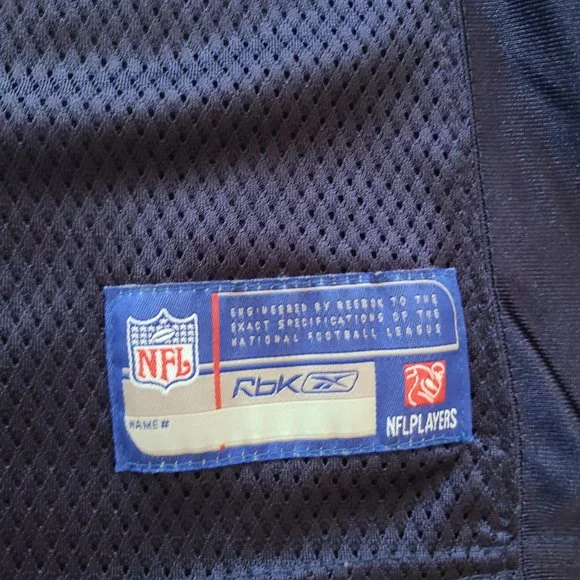 NFL
ENGINEERED BY REEBOK TO THE
EXACT SPECIFICATIONS OF THE
NATIONAL FOOTBALL LEAGUE
RbK
NAME#
NFLPLAYERS